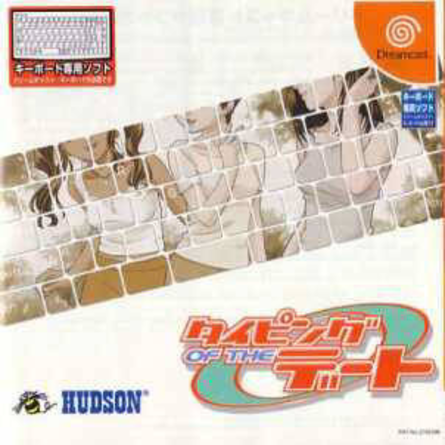 キーボード専用ソフト
Dreamcast
キーボード
専用ソフト
タイピング
OF THE
デート
HUDSON